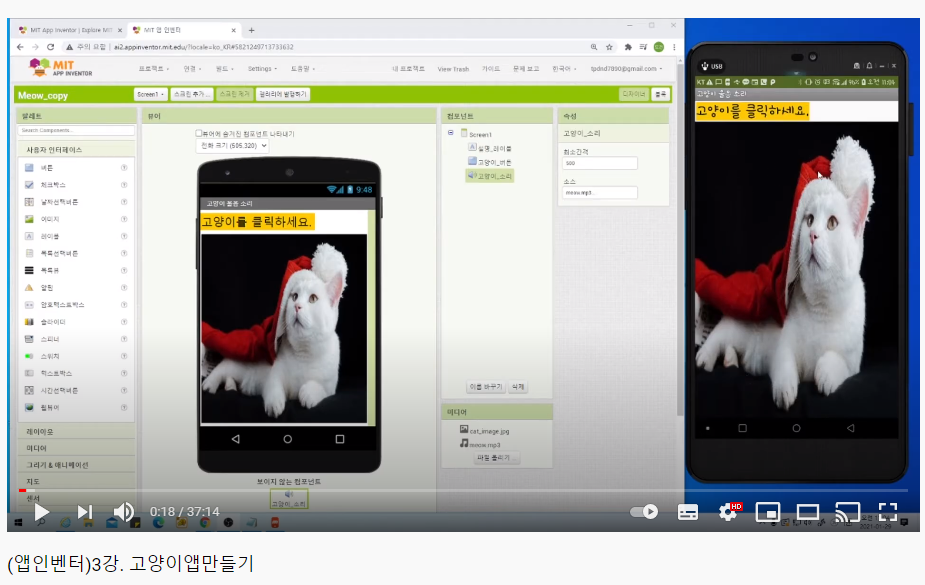 MIT App Inventor | Explore MIT
MIT 앱 인벤터
주의 요함 | ai2.appinventor.mit.edu/?locale=ko_KR#5821249713733632
MIT
APP INVENTOR
프로젝트 연결 빌드 Settings 도움말
내 프로젝트 View Trash 가이드 문제 보고 한국어
Meow_copy
Screen1 스크린 추가 ... 스크린 제거 갤러리에 발행하기
디자이너 블록
팔레트
Search Components...
사용자 인터페이스
버튼
체크박스
날짜선택버튼
이미지
레이블
목록선택버튼
목록뷰
알림
암호텍스트박스
슬라이더
스피너
스위치
텍스트박스
시간선택버튼
웹뷰어
레이아웃
미디어
그리기 & 애니메이션
지도
센서
뷰어
뷰어에 숨겨진 컴포넌트 나타내기
전화 크기 (505,320)
9:48
고양이 울음 소리
고양이를 클릭하세요.
보이지 않는 컴포넌트
고양이_소리
컴포넌트
Screen1
설명_레이블
고양이_버튼
고양이_소리
이름 바꾸기 삭제
미디어
cat_image.jpg
meow.mp3
파일 올리기 ...
속성
고양이_소리
최소간격
500
소스
meow.mp3...
USB
KT
고양이 울음 소리
고양이를 클릭하세요.
0:18 / 37:14
HD
(앱인벤터)3강. 고양이앱만들기